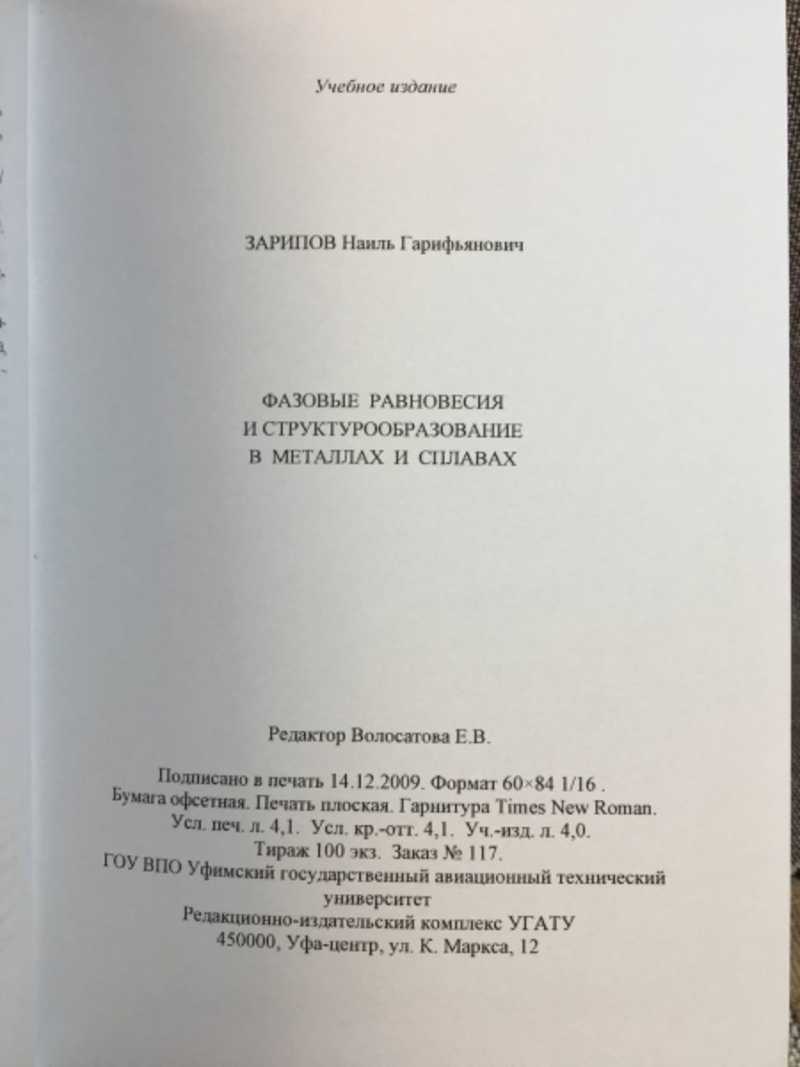 Учебное издание
ЗАРИПОВ Наиль Гарифьянович
ФАЗОВЫЕ РАВНОВЕСИЯ
И СТРУКТУРООБРАЗОВАНИЕ
В МЕТАЛЛАХ И СПЛАВАХ
Редактор Волосатова Е.В.
Подписано в печать 14.12.2009. Формат 60×84 1/16 .
Бумага офсетная. Печать плоская. Гарнитура Times New Roman.
Усл. печ. л. 4,1. Усл. кр.-отт. 4,1. Уч.-изд. л. 4,0.
Тираж 100 экз. Заказ № 117.
ГОУ ВПО Уфимский государственный авиационный технический
университет
Редакционно-издательский комплекс УГАТУ
450000, Уфа-центр, ул. К. Маркса, 12